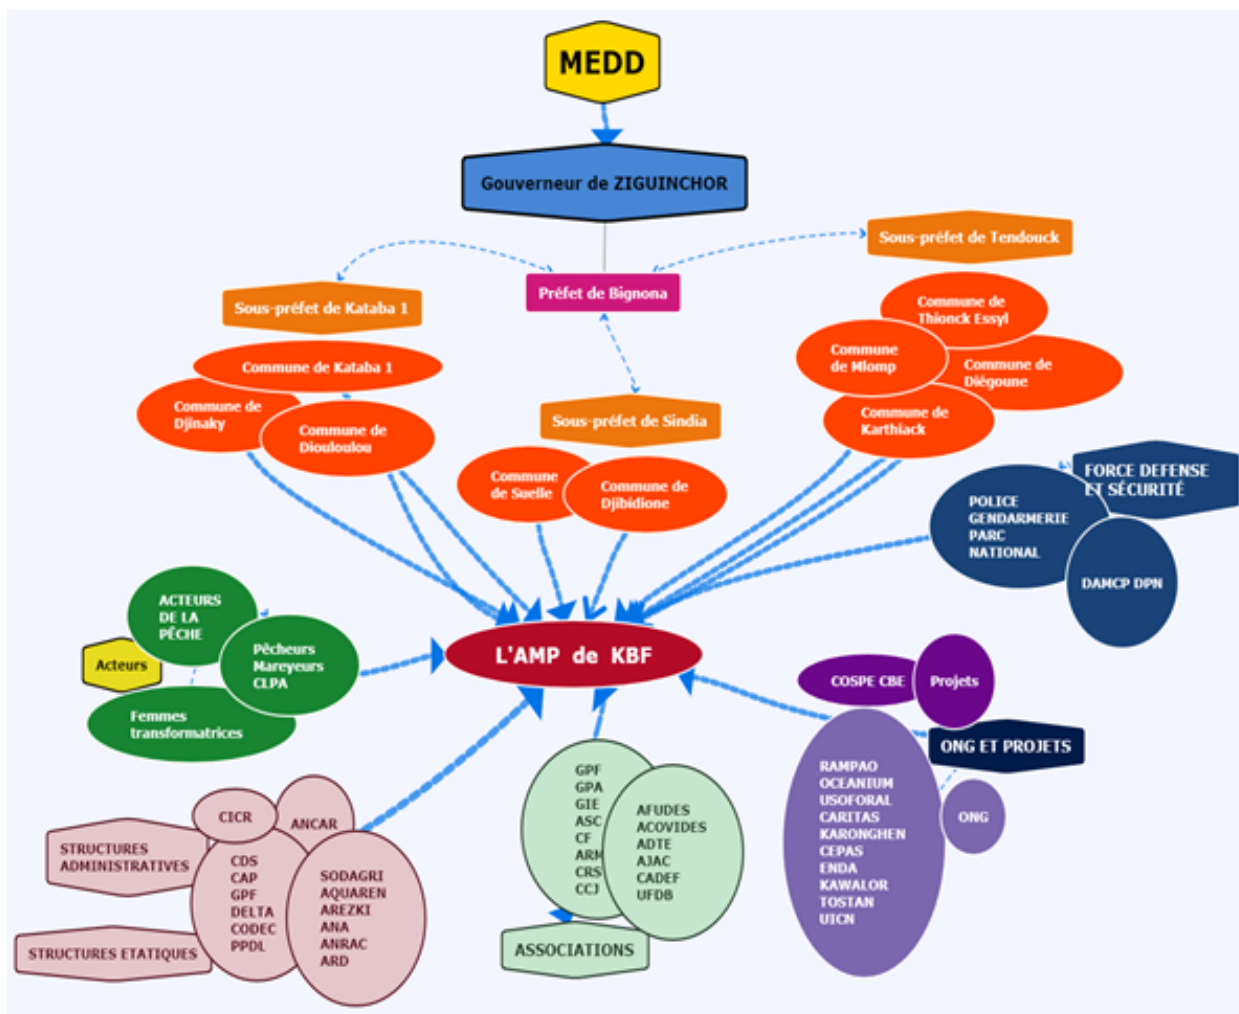 MEDD
Gouverneur de ZIGUINCHOR
Sous-préfet de Tendouck
Préfet de Bignona
Sous-préfet de Kataba 1
Commune de
Thionck Essyl
Commune
de Mlomp
Commune de
Diégoune
Commune de
Karthiack
Commune de Kataba 1
Commune de
Djinaky
Commune de
Diouloulou
Sous-préfet de Sindia
Commune
de Suelle
Commune de
Djibidione
FORCE DEFENSE
ET SÉCURITÉ
POLICE
GENDARMERIE
PARC
NATIONAL
DAMCP DPN
ACTEURS
DE LA
PÊCHE
Acteurs
Pêcheurs
Mareyeurs
CLPA
Femmes
transformatrices
L'AMP de KBF
COSPE CBE
Projets
ONG ET PROJETS
RAMPAO
OCEANIUM
USOFORAL
CARITAS
KARONGHEN
CEPAS
ENDA
KAWALOR
TOSTAN
UICN
ONG
CICR
ANCAR
STRUCTURES
ADMINISTRATIVES
CDS
CAP
GPF
DELTA
CODEC
PPDL
SODAGRI
AQUAREN
AREZKI
ANA
ANRAC
ARD
STRUCTURES ETATIQUES
GPF
GPA
GIE
ASC
CF
ARM
CRS
CCJ
AFUDES
ACOVIDES
ADTE
AJAC
CADEF
UFDB
ASSOCIATIONS